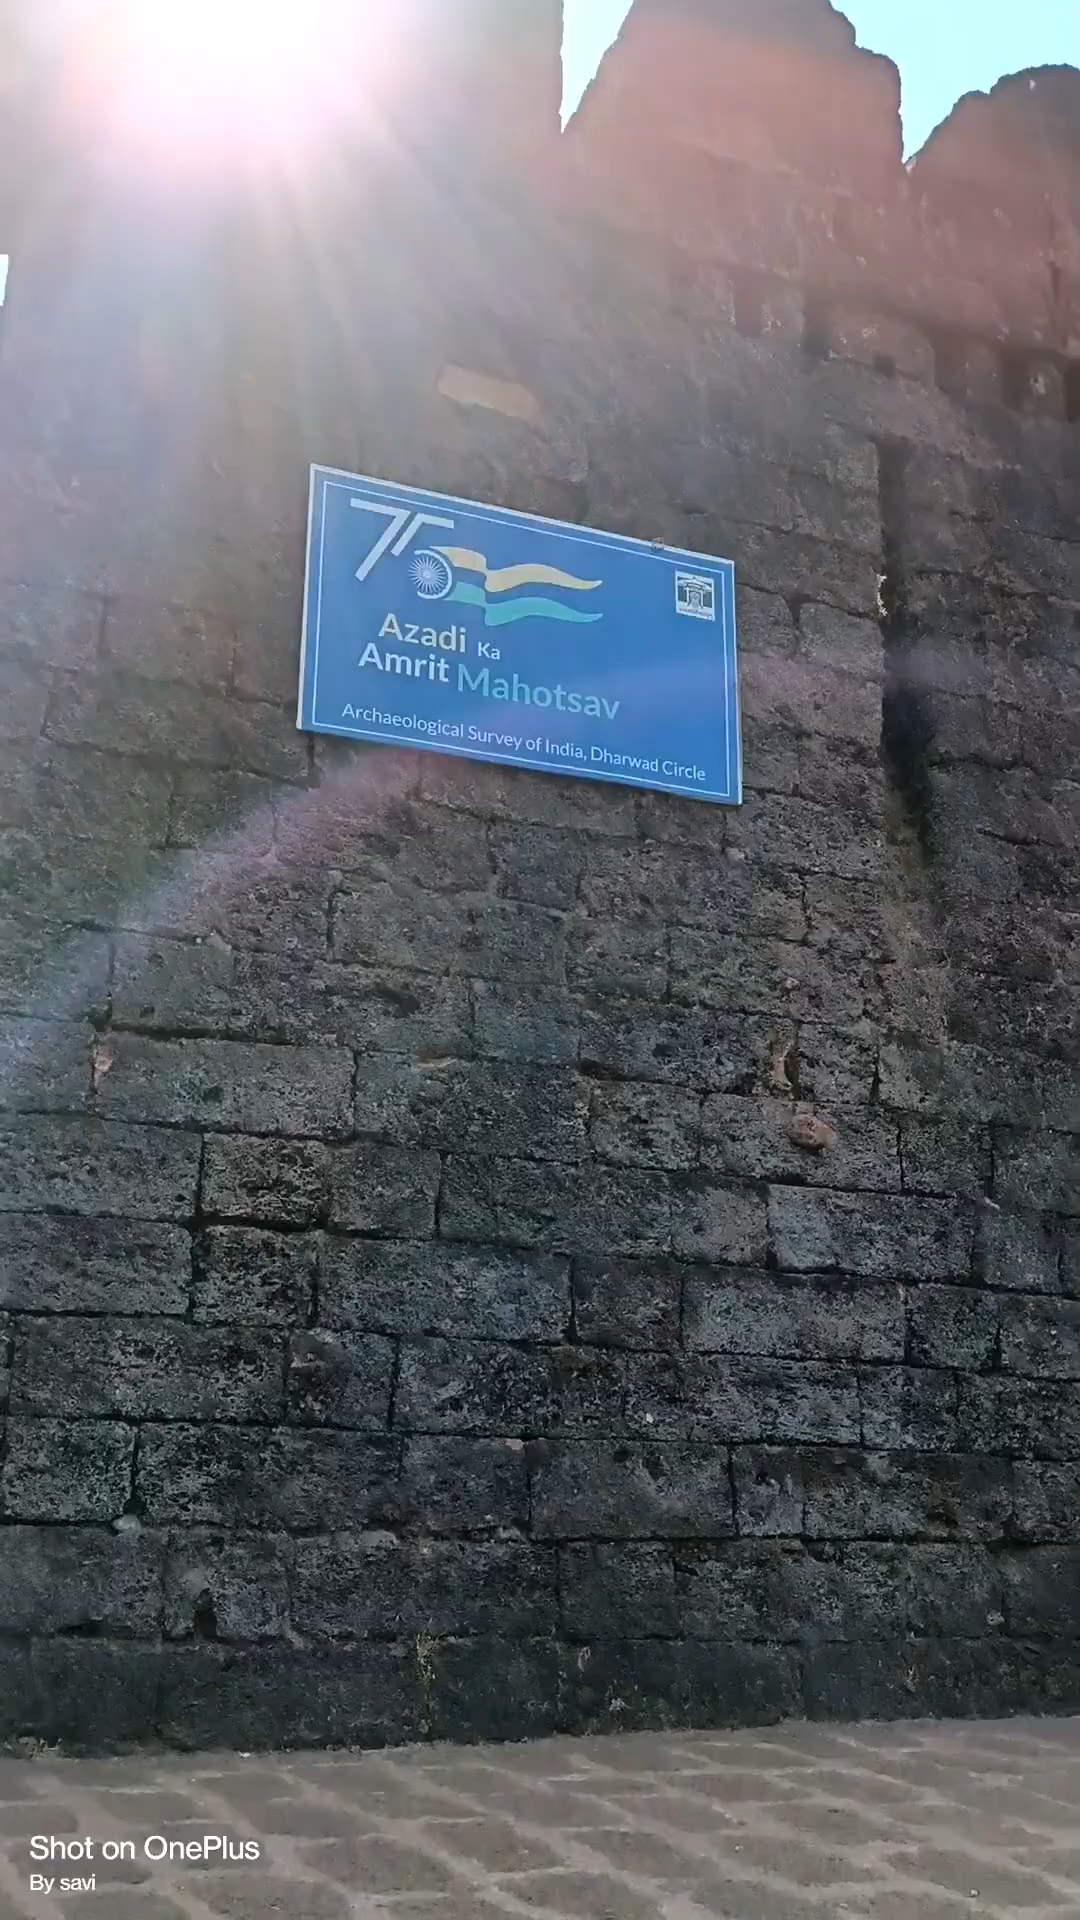 75
Azadi Ka
Amrit Mahotsav
Archaeological Survey of India, Dharwad Circle
Shot on OnePlus
By savi